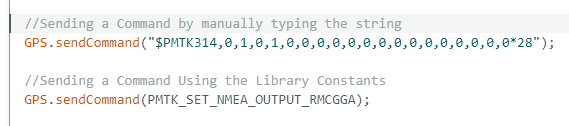 //Sending a Command by manually typing the string
GPS.sendCommand("$PMTK314,0,1,0,1,0,0,0,0,0,0,0,0,0,0,0,0,0,0,0*28");
//Sending a Command Using the Library Constants
GPS.sendCommand(PMTK_SET_NMEA_OUTPUT_RMCGGA);